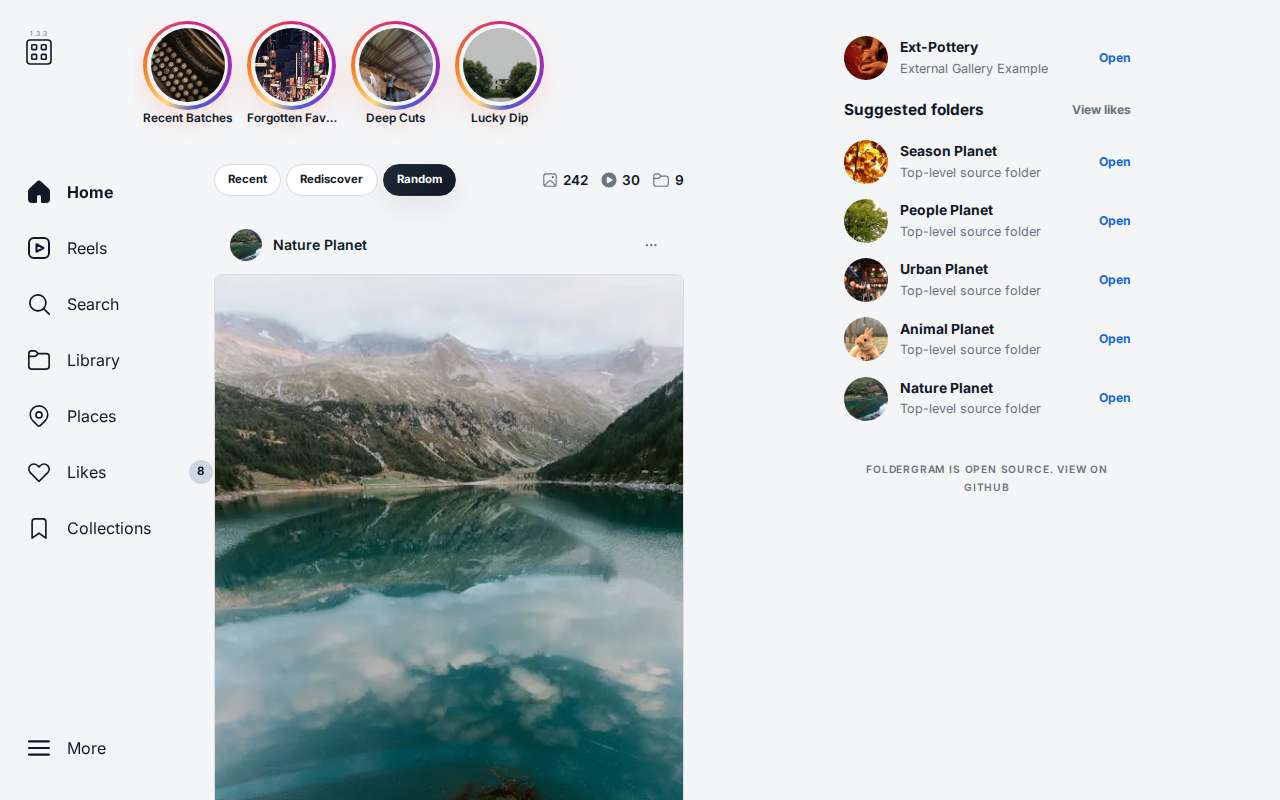 1.3.3
Recent Batches
Forgotten Fav...
Deep Cuts
Lucky Dip
Home
Reels
Search
Library
Places
Likes
8
Collections
More
Recent
Rediscover
Random
242
30
9
Nature Planet
Ext-Pottery
External Gallery Example
Open
Suggested folders
View likes
Season Planet
Top-level source folder
Open
People Planet
Top-level source folder
Open
Urban Planet
Top-level source folder
Open
Animal Planet
Top-level source folder
Open
Nature Planet
Top-level source folder
Open
FOLDERGRAM IS OPEN SOURCE. VIEW ON
GITHUB